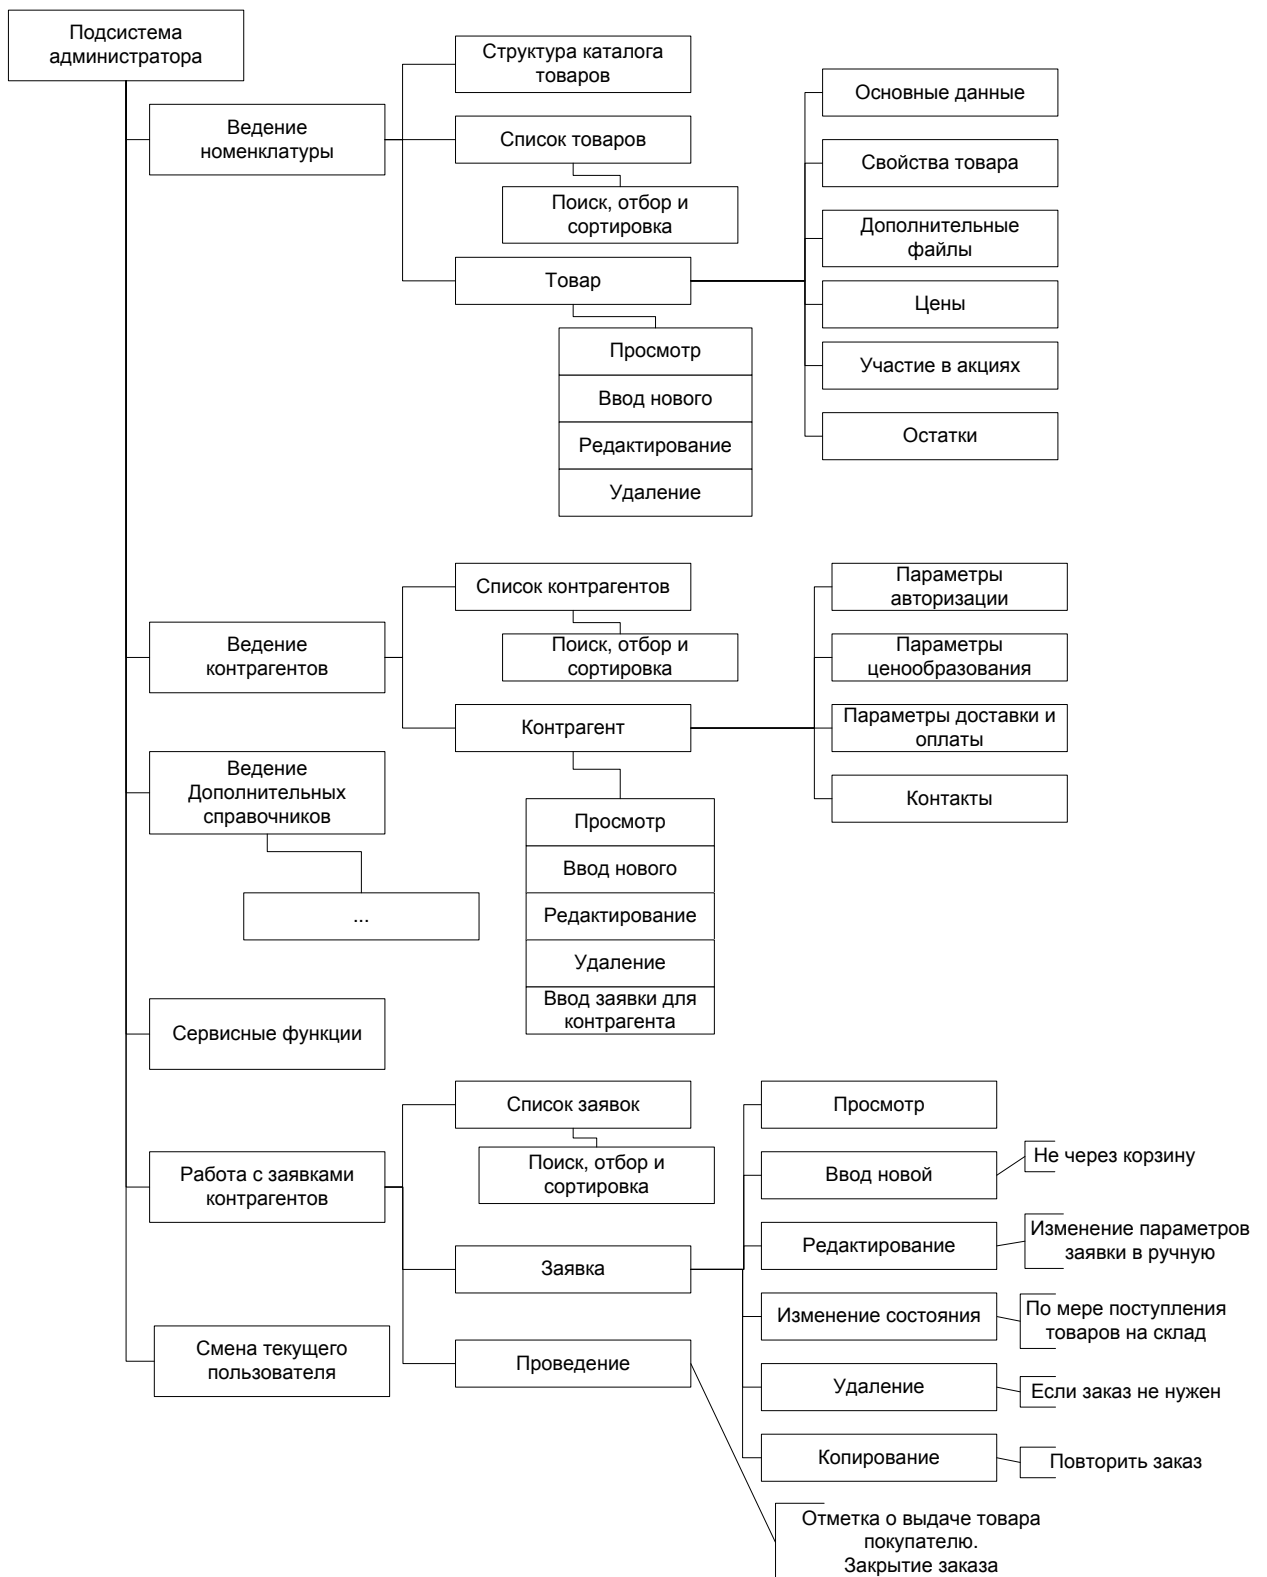 Подсистема
администратора
Ведение
номенклатуры
Структура каталога
товаров
Список товаров
Поиск, отбор и
сортировка
Товар
Просмотр
Ввод нового
Редактирование
Удаление
Основные данные
Свойства товара
Дополнительные
файлы
Цены
Участие в акциях
Остатки
Ведение
контрагентов
Список контрагентов
Поиск, отбор и
сортировка
Контрагент
Просмотр
Ввод нового
Редактирование
Удаление
Ввод заявки для
контрагента
Параметры
авторизации
Параметры
ценообразования
Параметры доставки и
оплаты
Контакты
Ведение
Дополнительных
справочников
...
Сервисные функции
Работа с заявками
контрагентов
Список заявок
Поиск, отбор и
сортировка
Заявка
Проведение
Просмотр
Ввод новой
Не через корзину
Редактирование
Изменение параметров
заявки в ручную
Изменение состояния
По мере поступления
товаров на склад
Удаление
Если заказ не нужен
Копирование
Повторить заказ
Отметка о выдаче товара
покупателю.
Закрытие заказа
Смена текущего
пользователя